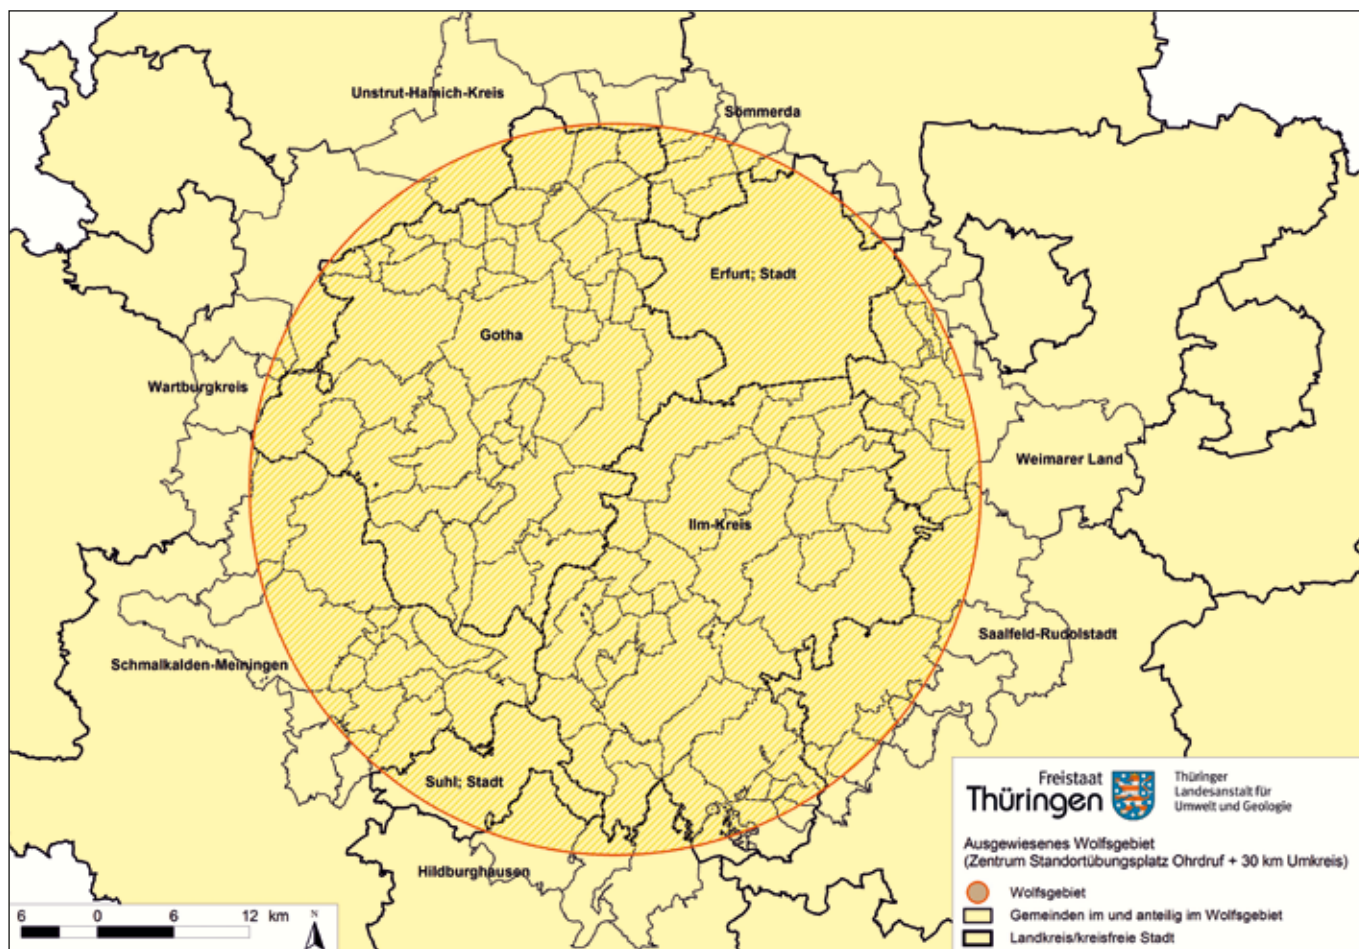 Unstrut-Hainich-Kreis
Sömmerda
Erfurt; Stadt
Gotha
Wartburgkreis
Weimarer Land
Ilm-Kreis
Saalfeld-Rudolstadt
Schmalkalden-Meiningen
Suhl; Stadt
Hildburghausen
Freistaat
Thüringen
Thüringer
Landesanstalt für
Umwelt und Geologie
Ausgewiesenes Wolfsgebiet
(Zentrum Standortübungsplatz Ohrdruf + 30 km Umkreis)
Wolfsgebiet
Gemeinden im und anteilig im Wolfsgebiet
Landkreis/kreisfreie Stadt
6 0 6 12 km
N